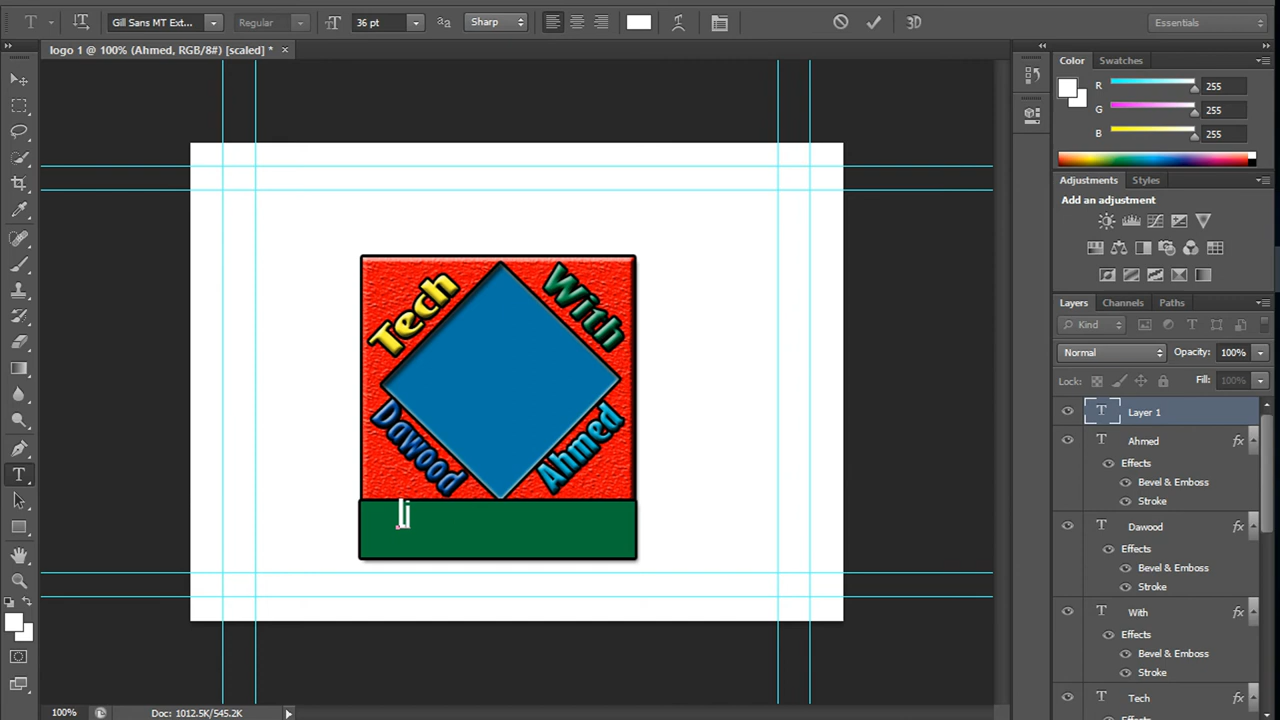 Gill Sans MT Ext...
Regular
36 pt
Sharp
3D
Essentials
logo 1 @ 100% (Ahmed, RGB/8#) [scaled] *
Color
Swatches
R
255
G
255
B
255
Adjustments
Styles
Add an adjustment
Layers
Channels
Paths
Kind
Normal
Opacity:
100%
Lock:
Fill:
100%
Layer 1
Ahmed
Effects
Bevel & Emboss
Stroke
Dawood
Effects
Bevel & Emboss
Stroke
With
Effects
Bevel & Emboss
Stroke
Tech
Tech
With
Dawood
Ahmed
li
100%
Doc: 1012.5K/545.2K